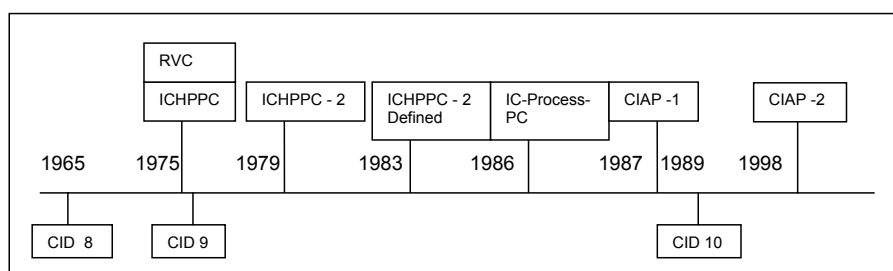 RVC
ICHPPC
ICHPPC - 2
ICHPPC - 2
Defined
IC-Process-
PC
CIAP -1
CIAP -2
1965 1975 1979 1983 1986 1987 1989 1998
CID 8
CID 9
CID 10